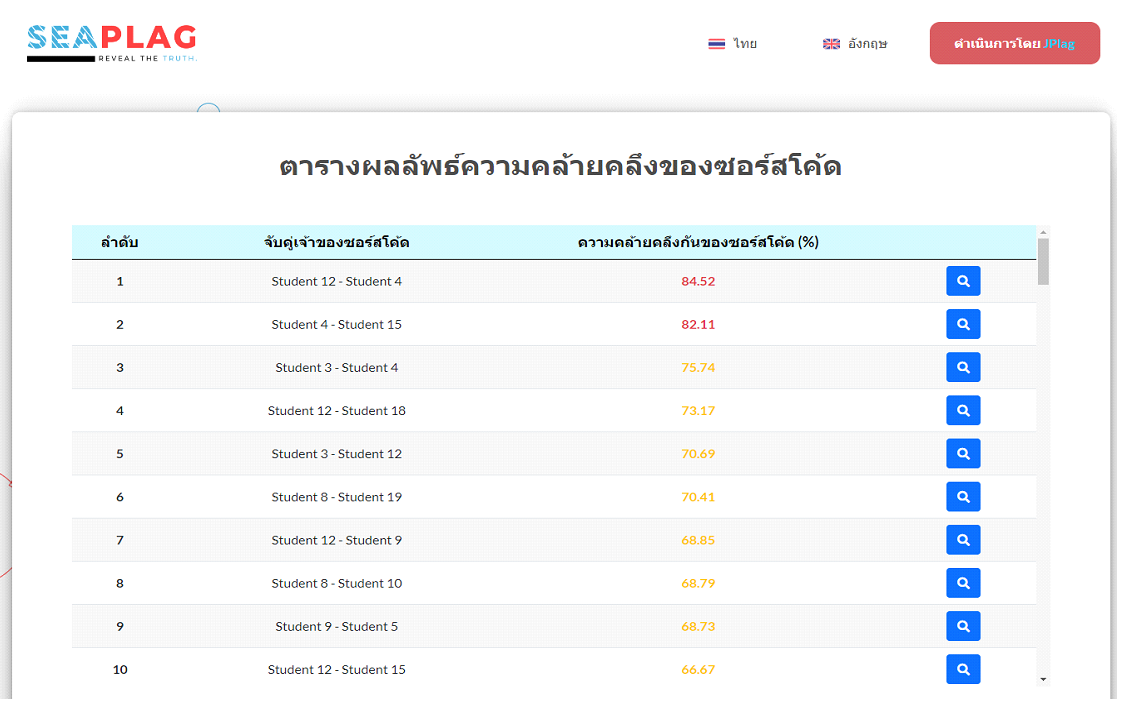 SEAPLAG
REVEAL THE TRUTH.
ไทย
อังกฤษ
ดำเนินการโดย JPlag
ตารางผลลัพธ์ความคล้ายคลึงของซอร์สโค้ด
ลำดับ จับคู่เจ้าของซอร์สโค้ด ความคล้ายคลึงกันของซอร์สโค้ด (%)
1 Student 12 - Student 4 84.52
2 Student 4 - Student 15 82.11
3 Student 3 - Student 4 75.74
4 Student 12 - Student 18 73.17
5 Student 3 - Student 12 70.69
6 Student 8 - Student 19 70.41
7 Student 12 - Student 9 68.85
8 Student 8 - Student 10 68.79
9 Student 9 - Student 5 68.73
10 Student 12 - Student 15 66.67